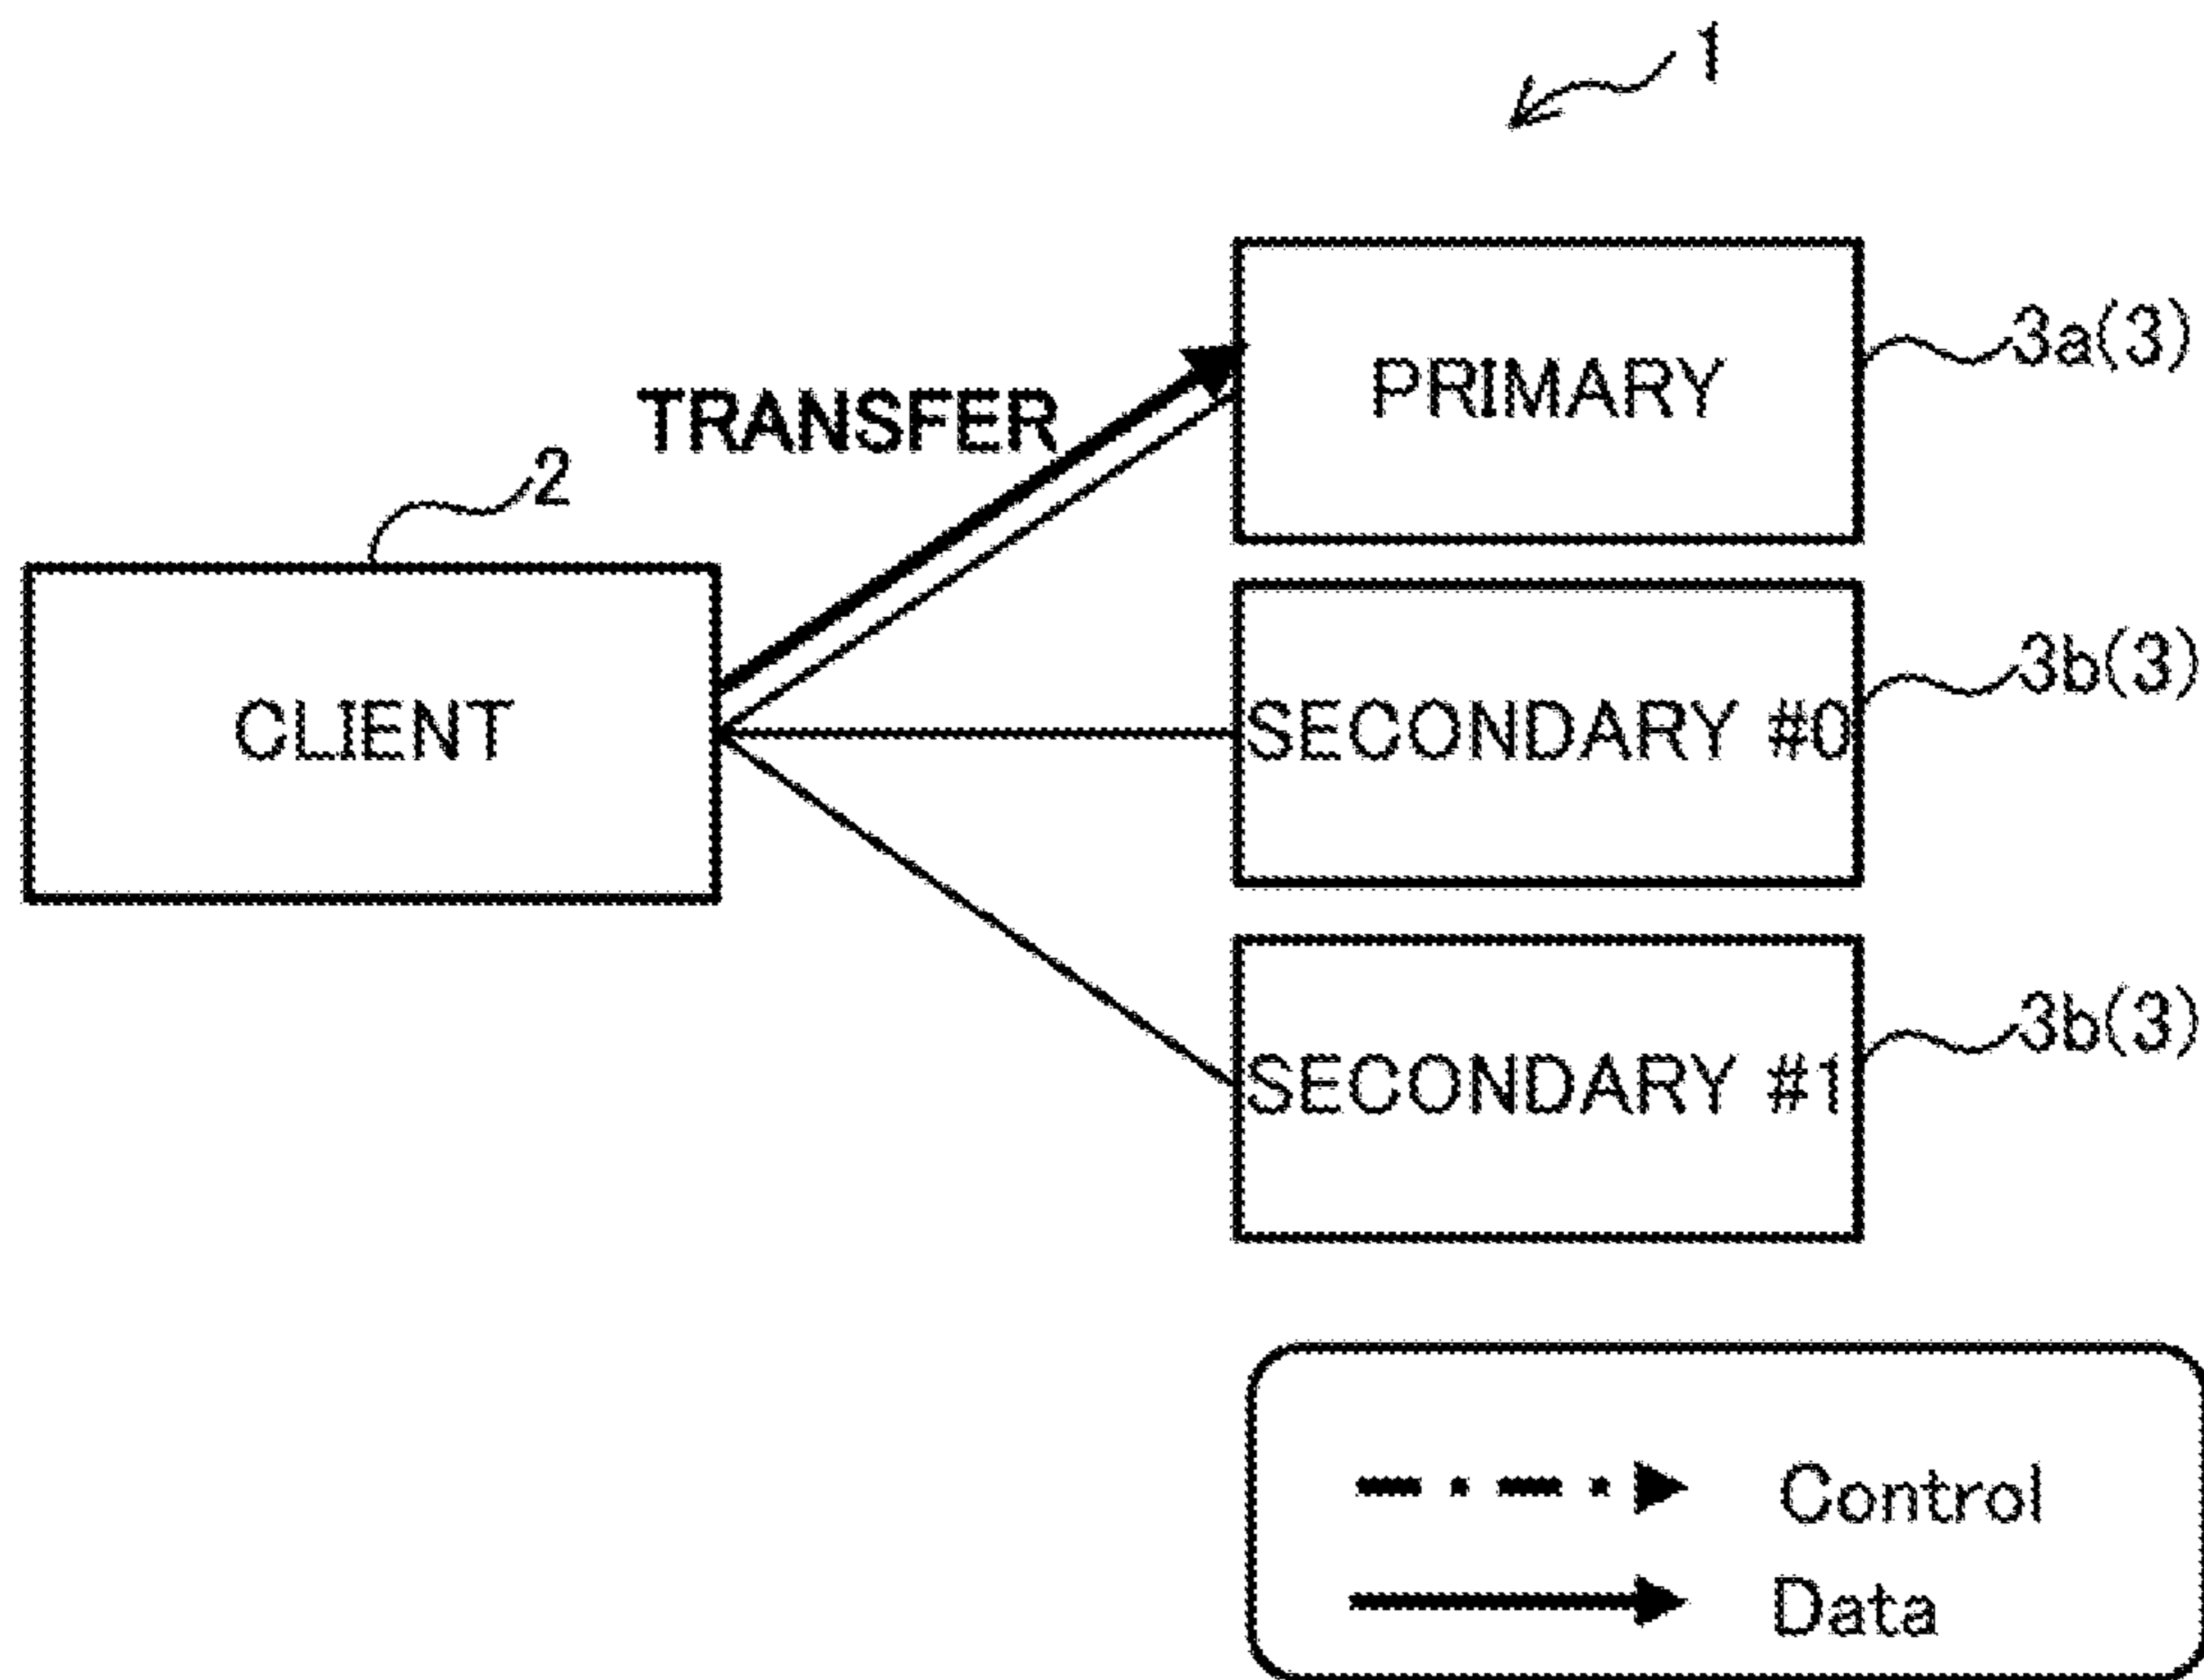 1
PRIMARY
3a(3)
TRANSFER
2
CLIENT
SECONDARY #0
3b(3)
SECONDARY #1
3b(3)
Control
Data